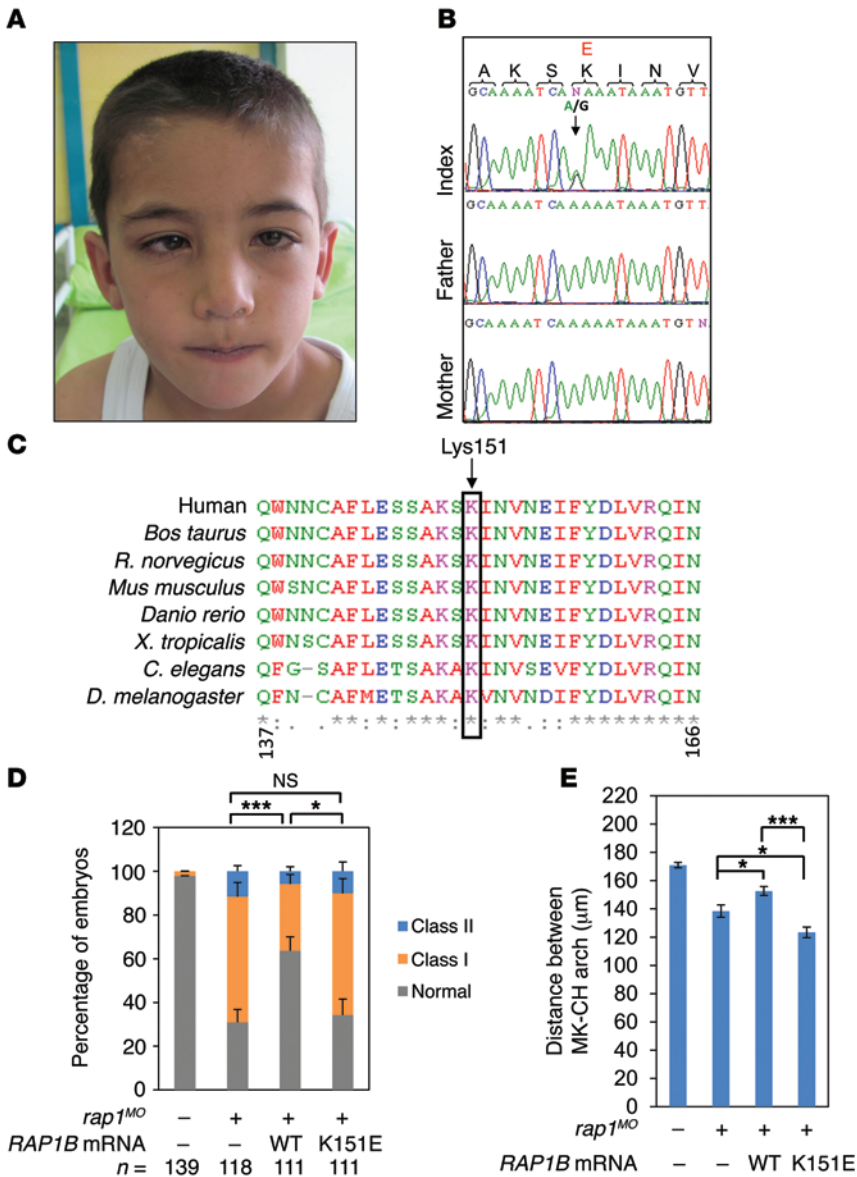 A
B
E
A K S K I N V
GCAAAATCANAAATAAATGTT
A/G
Index
GCAAAATCAAAAATAAATGTT
Father
GCAAAATCAAAAATAAATGTN
Mother
C
Lys151
Human QWNNCAFLESSAKSKINVNEIFYDLVRQIN
Bos taurus QWNNCAFLESSAKSKINVNEIFYDLVRQIN
R. norvegicus QWNNCAFLESSAKSKINVNEIFYDLVRQIN
Mus musculus QWSNCAFLESSAKSKINVNEIFYDLVRQIN
Danio rerio QWNNCAFLESSAKSKINVNEIFYDLVRQIN
X. tropicalis QWNSCAFLESSAKSKINVNEIFYDLVRQIN
C. elegans QFG-SAFLETSAKAKINVSEVFYDLVRQIN
D. melanogaster QFN-CAFMETSAKAKVNVNDIFYDLVRQIN
*:. . **:*:***:*:**.::*********
137 166
D
NS
*** *
120
100
80
60
40
20
0
Percentage of embryos
Class II
Class I
Normal
rap1MO – + + +
RAP1B mRNA – – WT K151E
n = 139 118 111 111
E
***
*
*
220
200
180
160
140
120
100
80
60
40
20
0
Distance between
MK-CH arch (µm)
rap1MO – + + +
RAP1B mRNA – – WT K151E